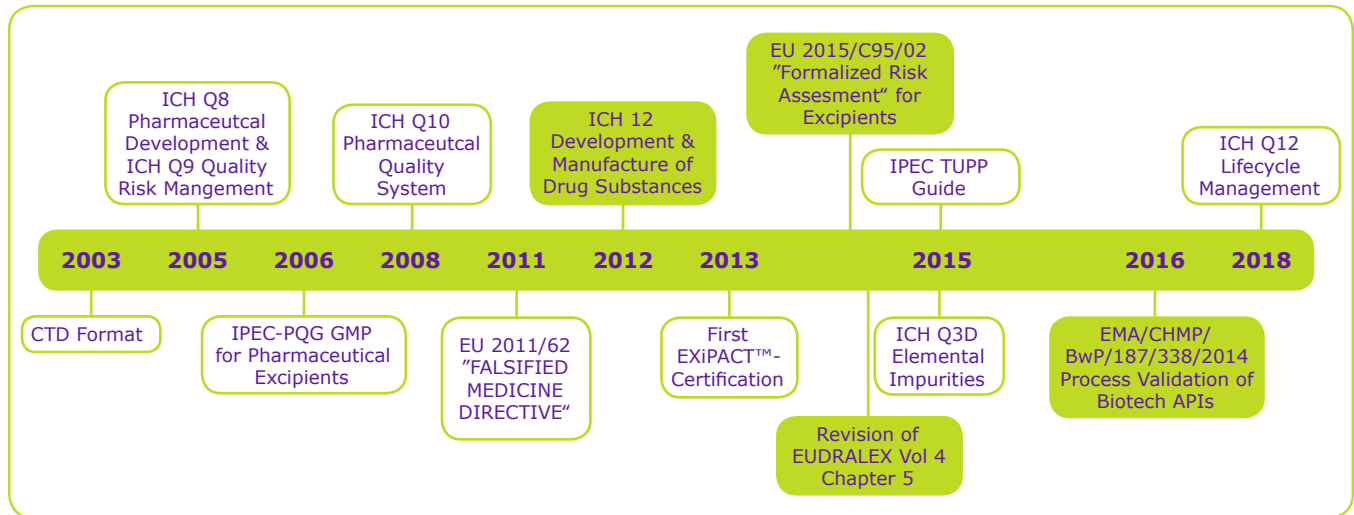 EU 2015/C95/02
”Formalized Risk
Assesment“ for
Excipients
ICH Q8
Pharmaceutcal
Development &
ICH Q9 Quality
Risk Mangement
ICH Q10
Pharmaceutcal
Quality
System
ICH 12
Development &
Manufacture of
Drug Substances
IPEC TUPP
Guide
ICH Q12
Lifecycle
Management
2003 2005 2006 2008 2011 2012 2013 2015 2016 2018
CTD Format
IPEC-PQG GMP
for Pharmaceutical
Excipients
EU 2011/62
”FALSIFIED
MEDICINE
DIRECTIVE“
First
EXiPACT™-
Certification
Revision of
EUDRALEX Vol 4
Chapter 5
ICH Q3D
Elemental
Impurities
EMA/CHMP/
BwP/187/338/2014
Process Validation of
Biotech APIs